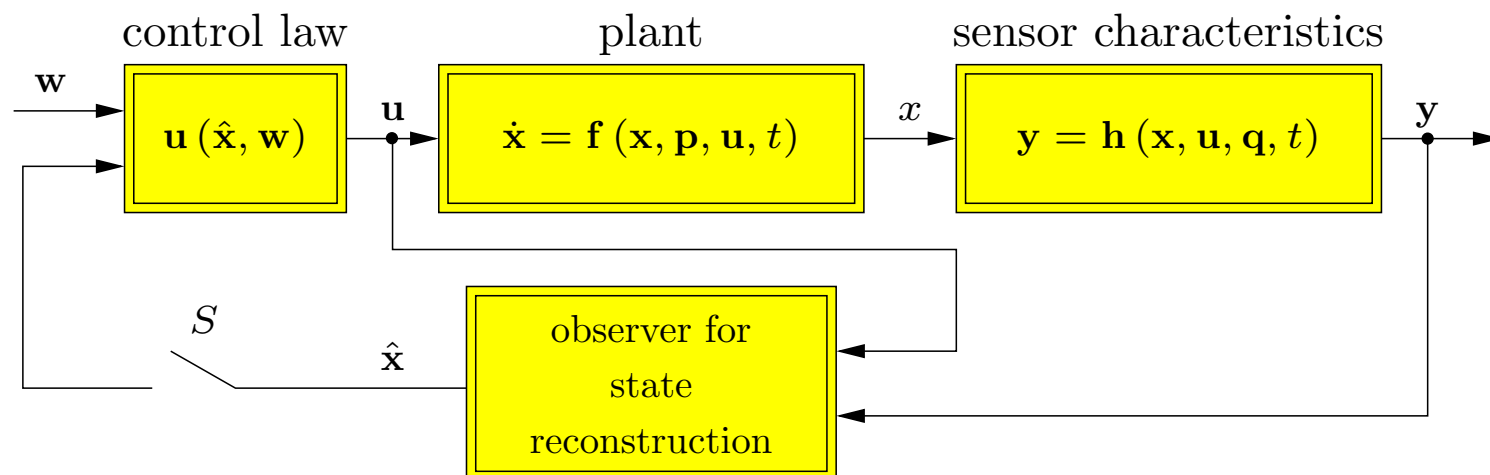 control law
plant
sensor characteristics
w
u (x̂, w)
u
ẋ = f (x, p, u, t)
x
y = h (x, u, q, t)
y
S
x̂
observer for
state
reconstruction